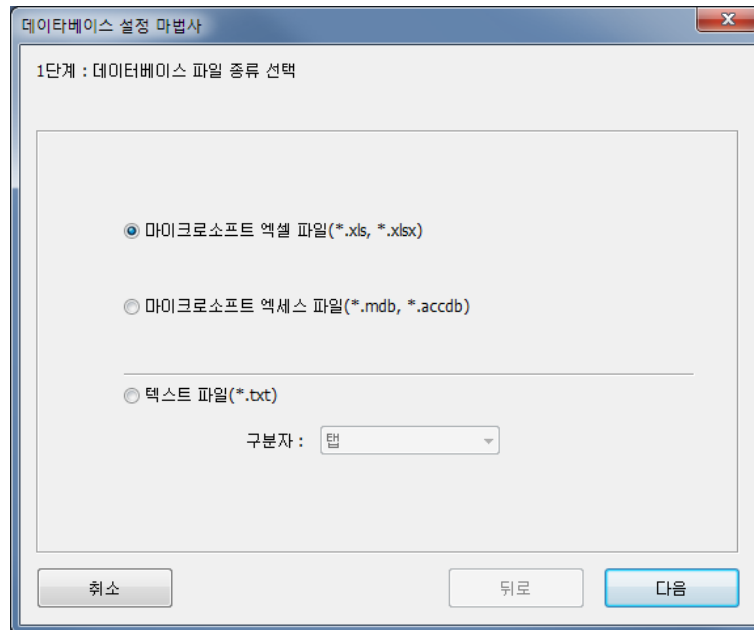 데이타베이스 설정 마법사
1단계 : 데이터베이스 파일 종류 선택
마이크로소프트 엑셀 파일(*.xls, *.xlsx)
마이크로소프트 엑세스 파일(*.mdb, *.accdb)
텍스트 파일(*.txt)
구분자 : 탭
취소 뒤로 다음